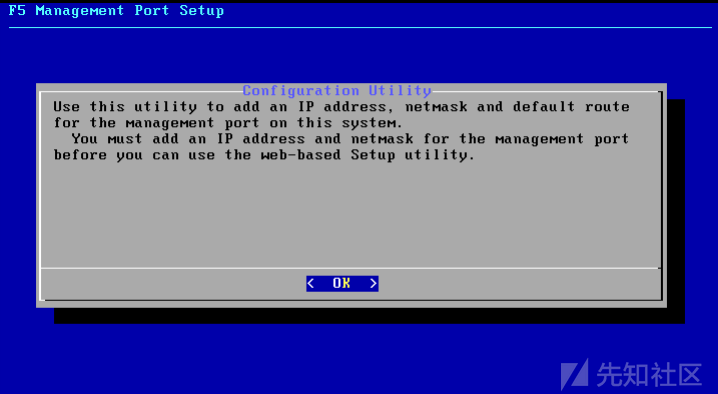 F5 Management Port Setup
Configuration Utility
Use this utility to add an IP address, netmask and default route
for the management port on this system.
You must add an IP address and netmask for the management port
before you can use the web-based Setup utility.
< OK >
先知社区